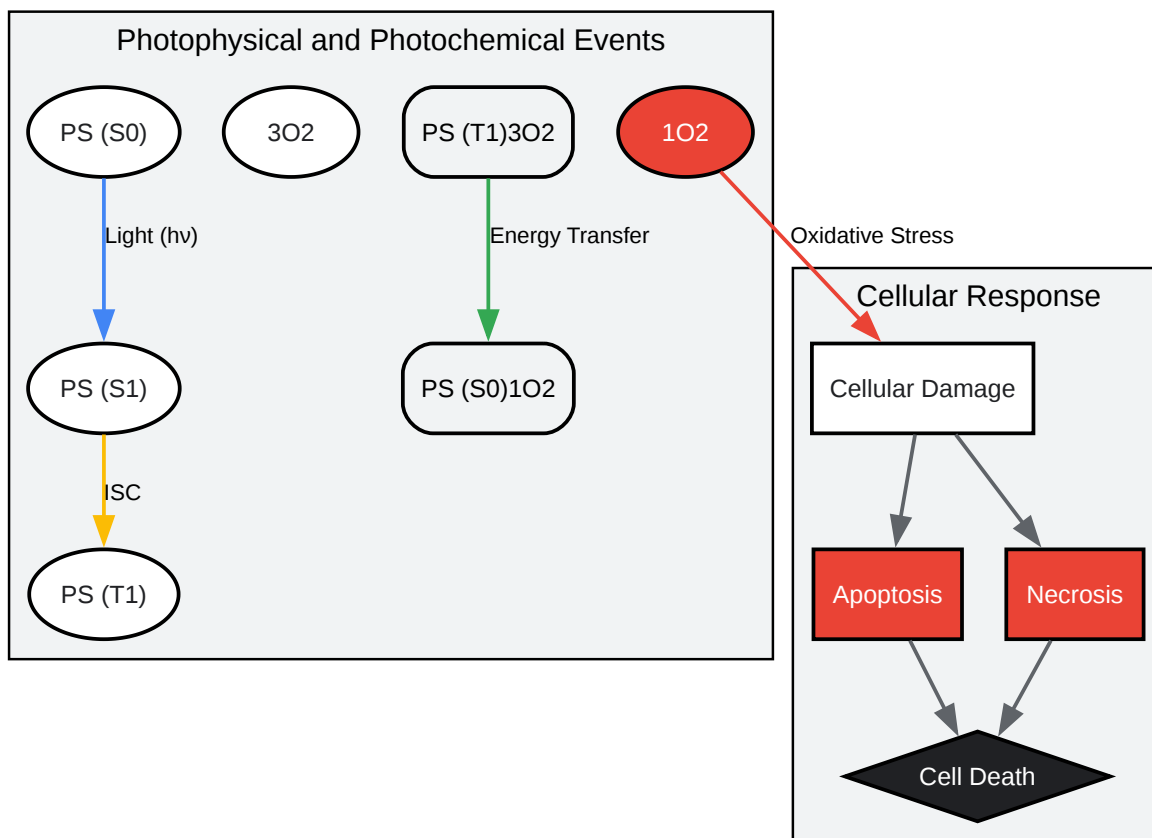 Photophysical and Photochemical Events
PS (S0)
3O2
PS (T1)3O2
1O2
Light (hν)
Energy Transfer
Oxidative Stress
Cellular Response
PS (S1)
PS (S0)1O2
Cellular Damage
ISC
PS (T1)
Apoptosis
Necrosis
Cell Death